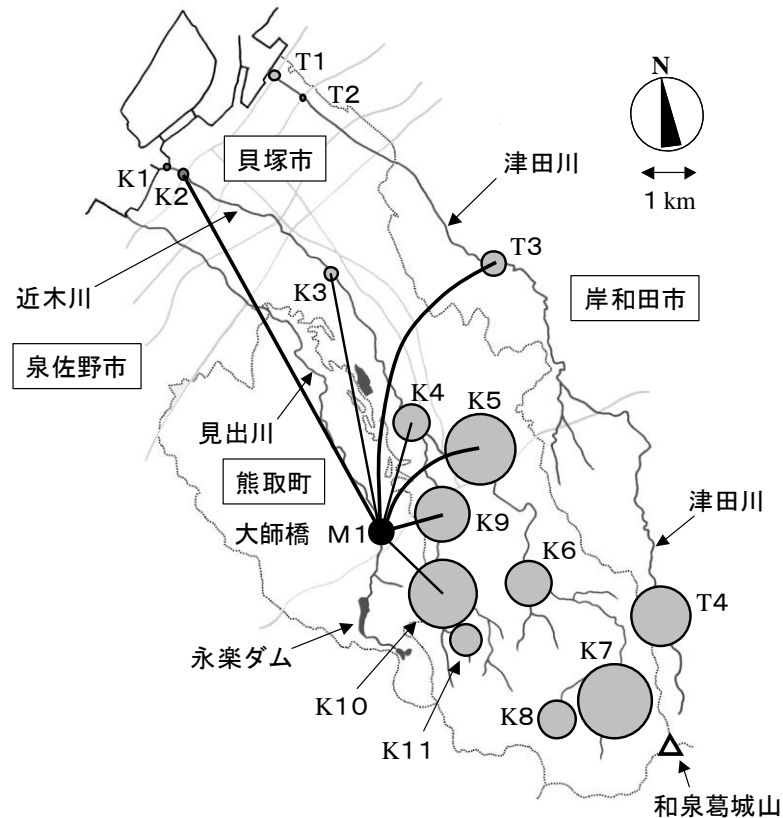 T1
T2
N
1 km
貝塚市
津田川
K1
K2
T3
近木川
K3
岸和田市
泉佐野市
K4
K5
見出川
熊取町
津田川
大師橋 M1
K9
K6
T4
永楽ダム
K7
K10
K11
K8
和泉葛城山